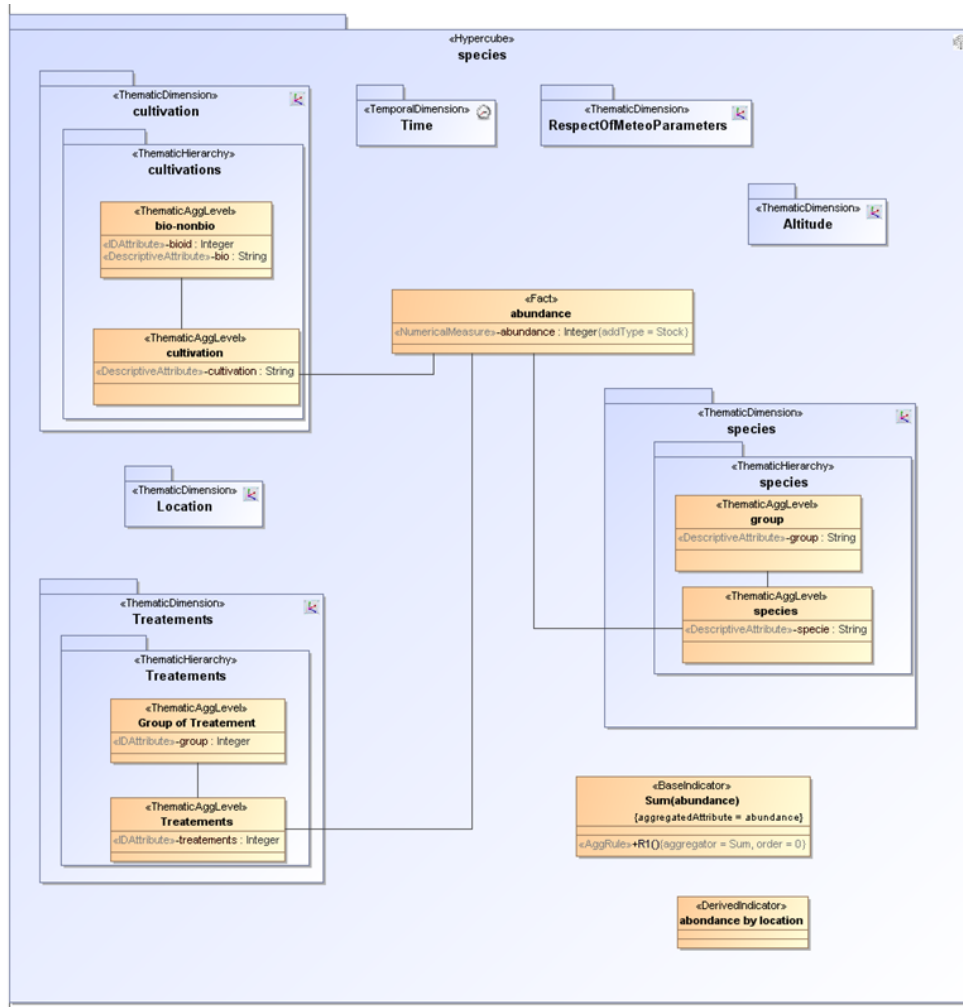 «Hypercube»
species
«ThematicDimension»
cultivation
«ThematicHierarchy»
cultivations
«ThematicAggLevel»
bio-nonbio
«IDAttribute»-bioid : Integer
«DescriptiveAttribute»-bio : String
«ThematicAggLevel»
cultivation
«DescriptiveAttribute»-cultivation : String
«TemporalDimension»
Time
«ThematicDimension»
RespectOfMeteoParameters
«ThematicDimension»
Altitude
«Fact»
abundance
«NumericalMeasure»-abundance : Integer{addType = Stock}
«ThematicDimension»
species
«ThematicHierarchy»
species
«ThematicAggLevel»
group
«DescriptiveAttribute»-group : String
«ThematicAggLevel»
species
«DescriptiveAttribute»-specie : String
«ThematicDimension»
Location
«ThematicDimension»
Treatements
«ThematicHierarchy»
Treatements
«ThematicAggLevel»
Group of Treatement
«IDAttribute»-group : Integer
«ThematicAggLevel»
Treatements
«IDAttribute»-treatements : Integer
«BaseIndicator»
Sum(abundance)
{aggregatedAttribute = abundance}
«AggRule»+R1(){aggregator = Sum, order = 0}
«DerivedIndicator»
abondance by location